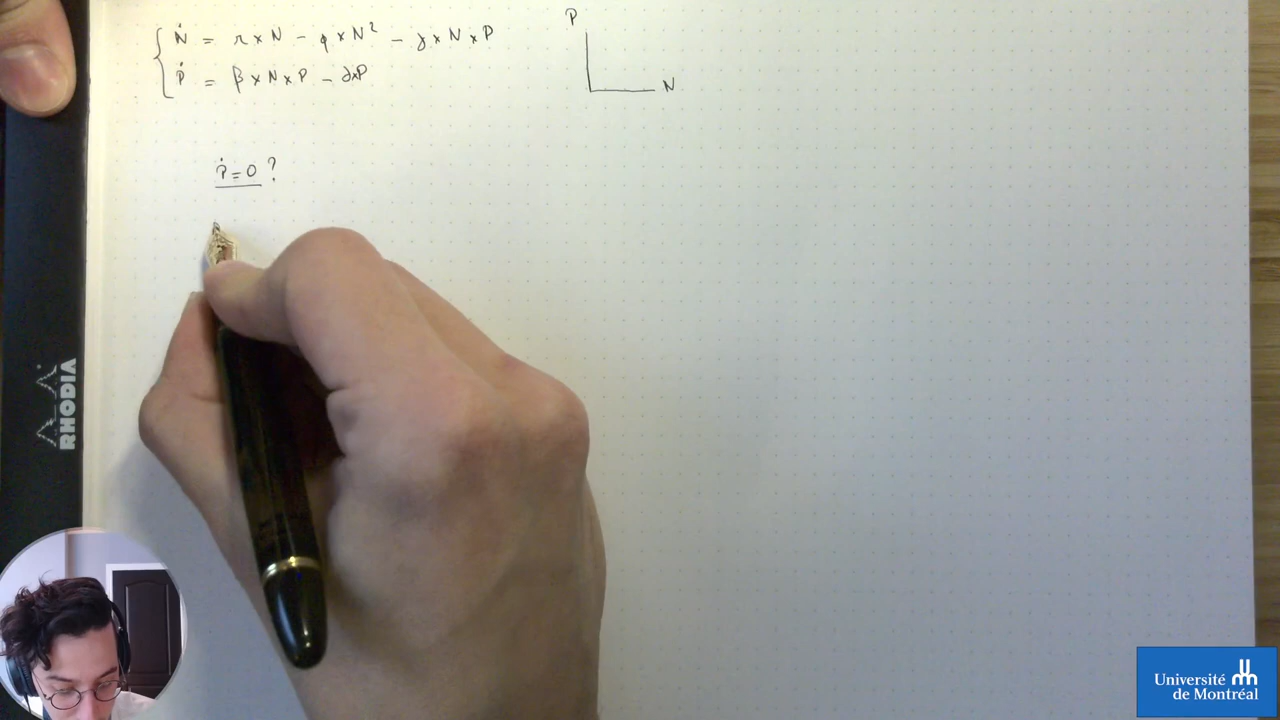 Ṅ = r × N - q × N² - γ × N × P
Ṗ = β × N × P - δ×P
P
N
Ṗ = 0 ?
RHODIA
Université
de Montréal